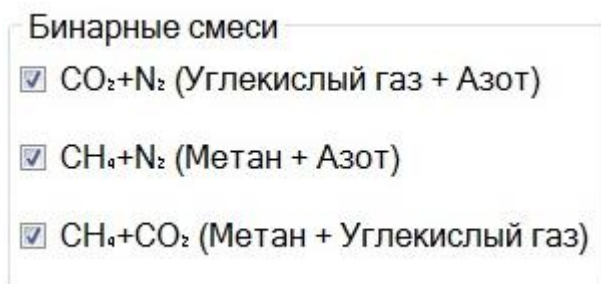 Бинарные смеси
CO₂+N₂ (Углекислый газ + Азот)
CH₄+N₂ (Метан + Азот)
CH₄+CO₂ (Метан + Углекислый газ)